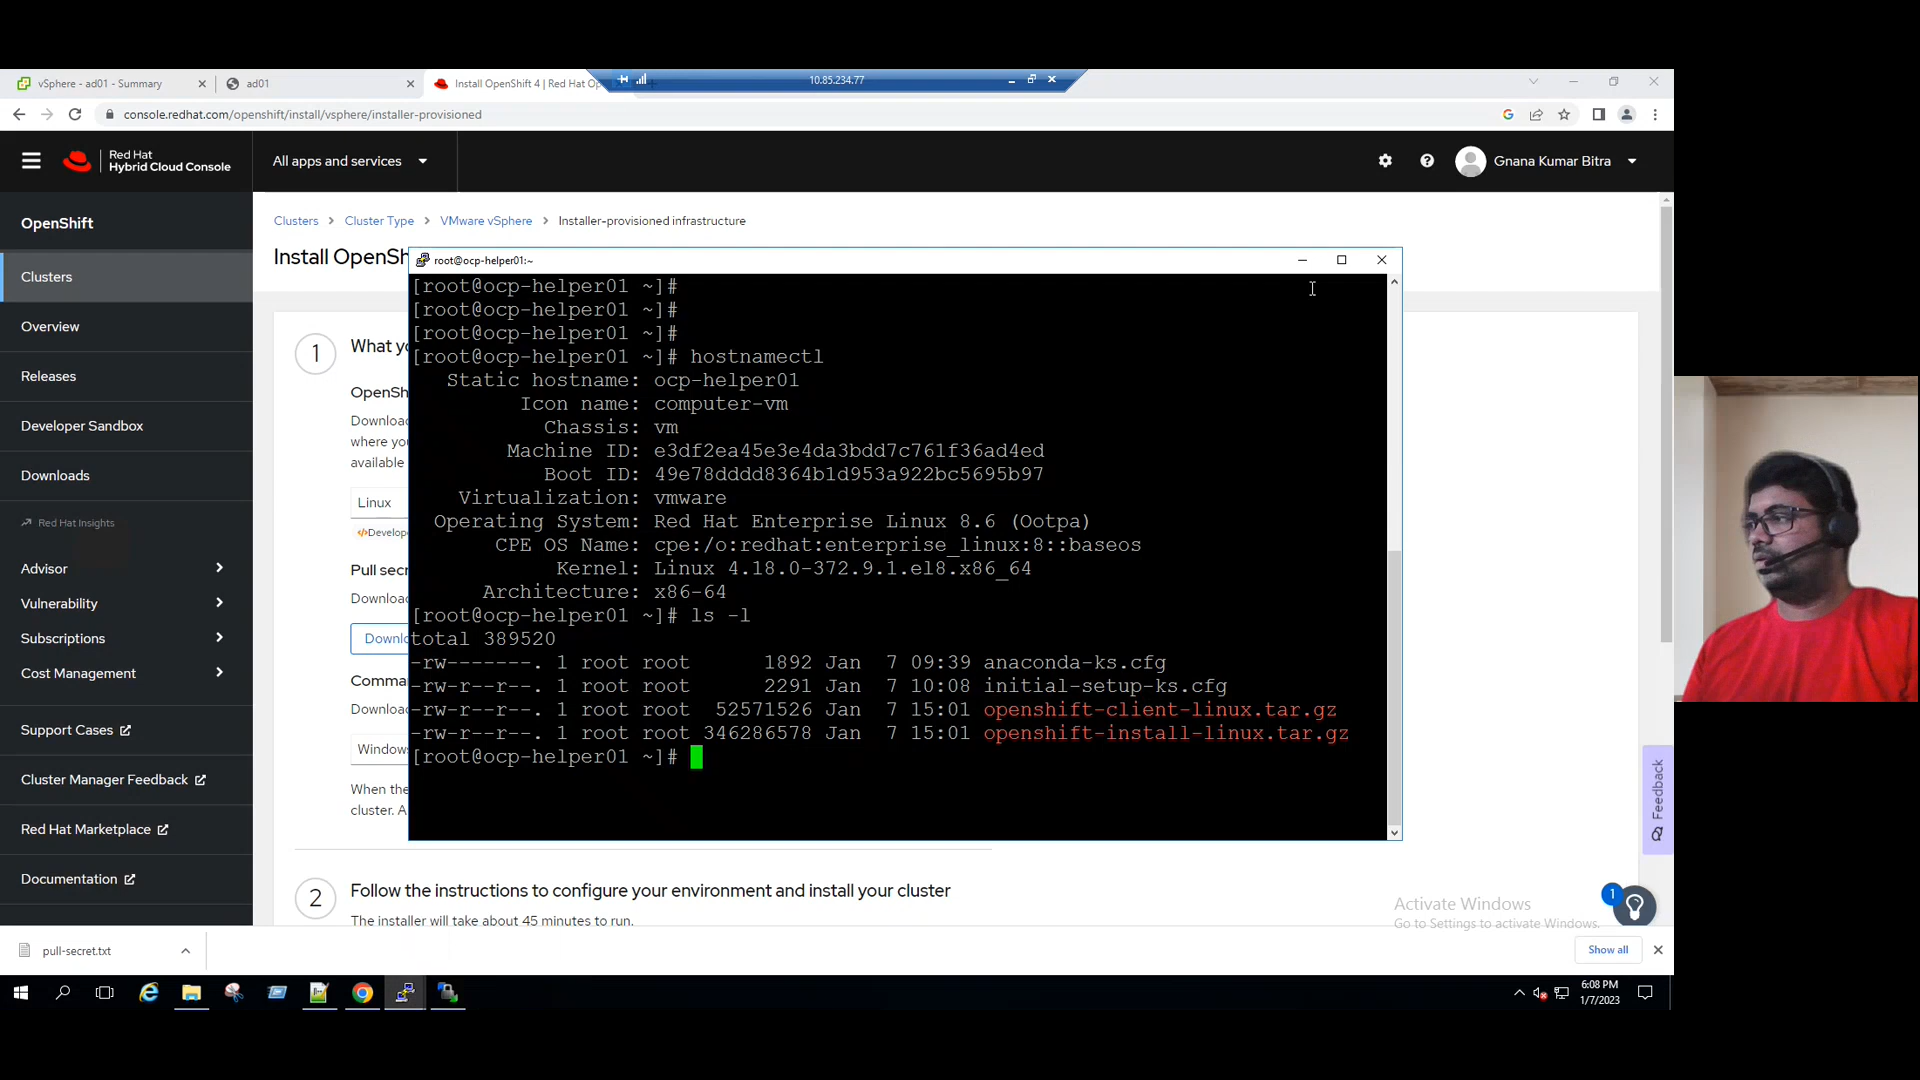 vSphere - ad01 - Summary
ad01
Install OpenShift 4 | Red Hat Op
10.85.234.77
console.redhat.com/openshift/install/vsphere/installer-provisioned
Red Hat
Hybrid Cloud Console
All apps and services
Gnana Kumar Bitra
OpenShift
Clusters
Overview
Releases
Developer Sandbox
Downloads
Red Hat Insights
Advisor
Vulnerability
Subscriptions
Cost Management
Support Cases
Cluster Manager Feedback
Red Hat Marketplace
Documentation
Clusters > Cluster Type > VMware vSphere > Installer-provisioned infrastructure
Install OpenSh
1
What yo
OpenShif
Downloa
where you
available
Linux
</>Develope
Pull secr
Downloa
Downlo
Comma
Downloa
Windows
When the
cluster. A
root@ocp-helper01:~
[root@ocp-helper01 ~]#
[root@ocp-helper01 ~]#
[root@ocp-helper01 ~]#
[root@ocp-helper01 ~]# hostnamectl
Static hostname: ocp-helper01
Icon name: computer-vm
Chassis: vm
Machine ID: e3df2ea45e3e4da3bdd7c761f36ad4ed
Boot ID: 49e78dddd8364b1d953a922bc5695b97
Virtualization: vmware
Operating System: Red Hat Enterprise Linux 8.6 (Ootpa)
CPE OS Name: cpe:/o:redhat:enterprise_linux:8::baseos
Kernel: Linux 4.18.0-372.9.1.el8.x86_64
Architecture: x86-64
[root@ocp-helper01 ~]# ls -l
total 389520
-rw-------. 1 root root 1892 Jan 7 09:39 anaconda-ks.cfg
-rw-r--r--. 1 root root 2291 Jan 7 10:08 initial-setup-ks.cfg
-rw-r--r--. 1 root root 52571526 Jan 7 15:01 openshift-client-linux.tar.gz
-rw-r--r--. 1 root root 346286578 Jan 7 15:01 openshift-install-linux.tar.gz
[root@ocp-helper01 ~]#
2
Follow the instructions to configure your environment and install your cluster
The installer will take about 45 minutes to run.
Feedback
1
Activate Windows
Go to Settings to activate Windows.
pull-secret.txt
Show all
6:08 PM
1/7/2023